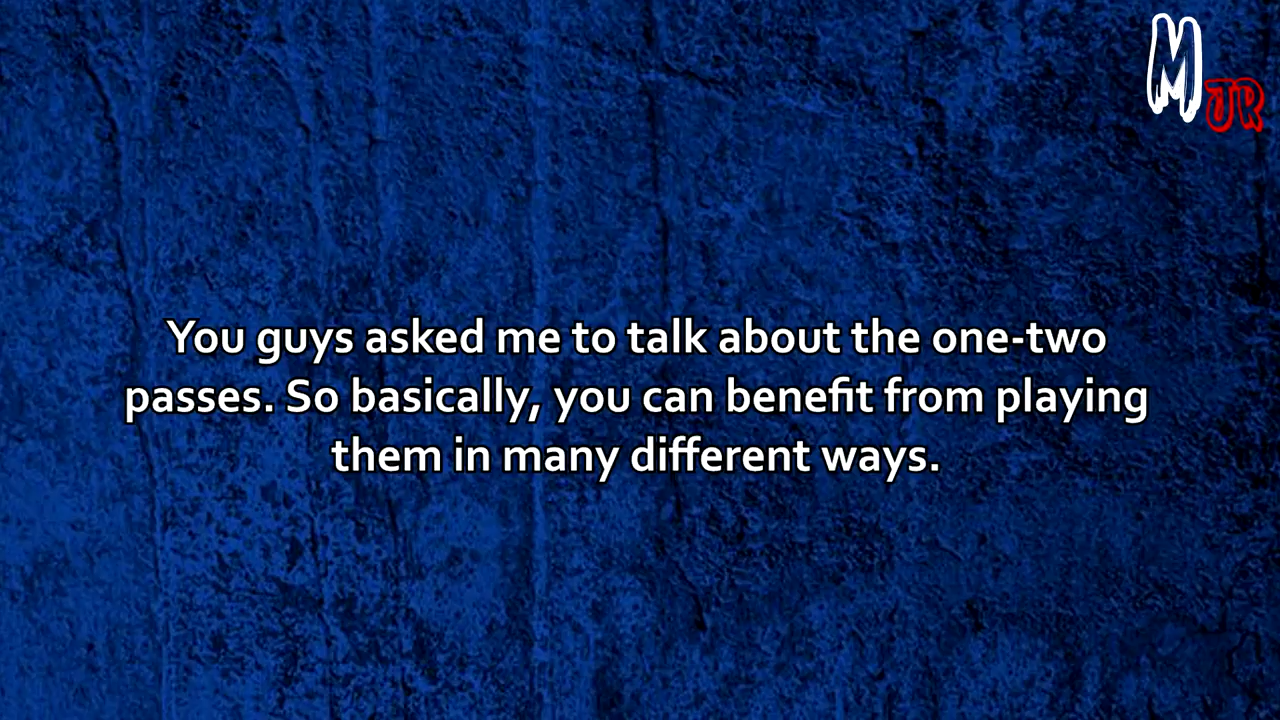 M
JR
You guys asked me to talk about the one-two
passes. So basically, you can benefit from playing
them in many different ways.